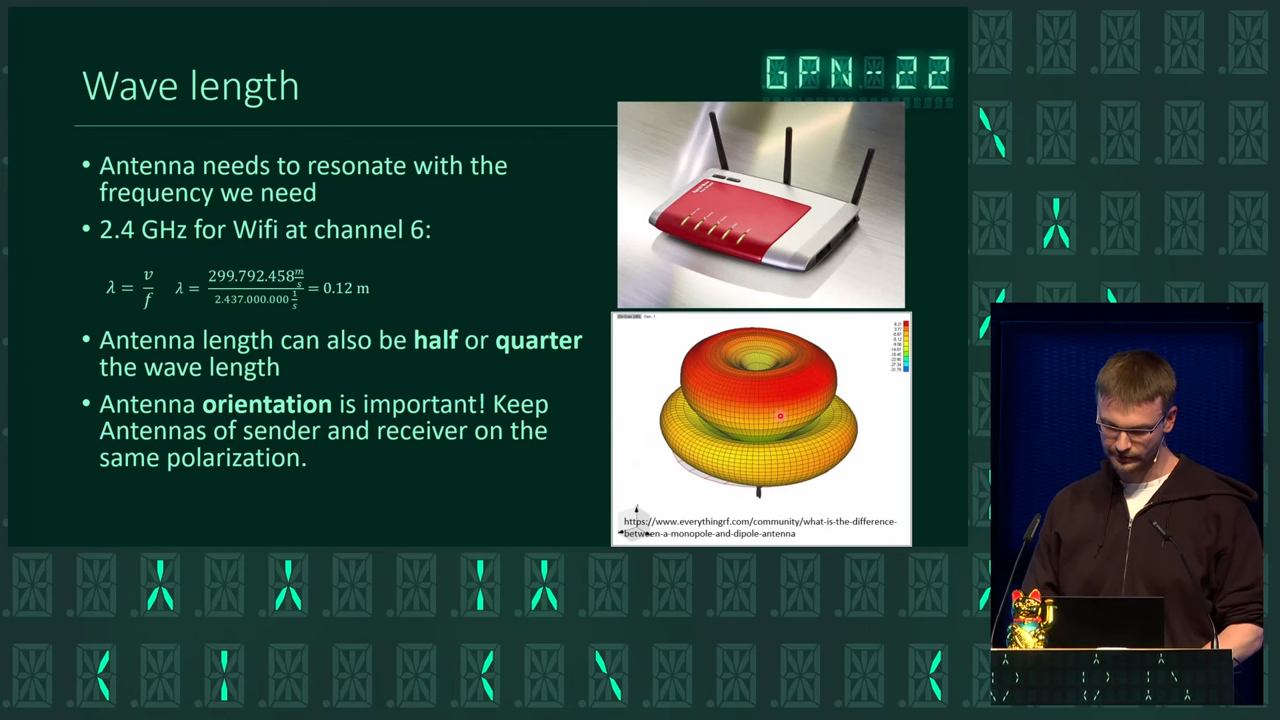 Wave length
GPN-22
• Antenna needs to resonate with the
frequency we need
• 2.4 GHz for Wifi at channel 6:
λ = v/f λ = 299.792.458 m/s / 2.437.000.000 1/s = 0.12 m
• Antenna length can also be half or quarter
the wave length
• Antenna orientation is important! Keep
Antennas of sender and receiver on the
same polarization.
https://www.everythingrf.com/community/what-is-the-difference-
between-a-monopole-and-dipole-antenna